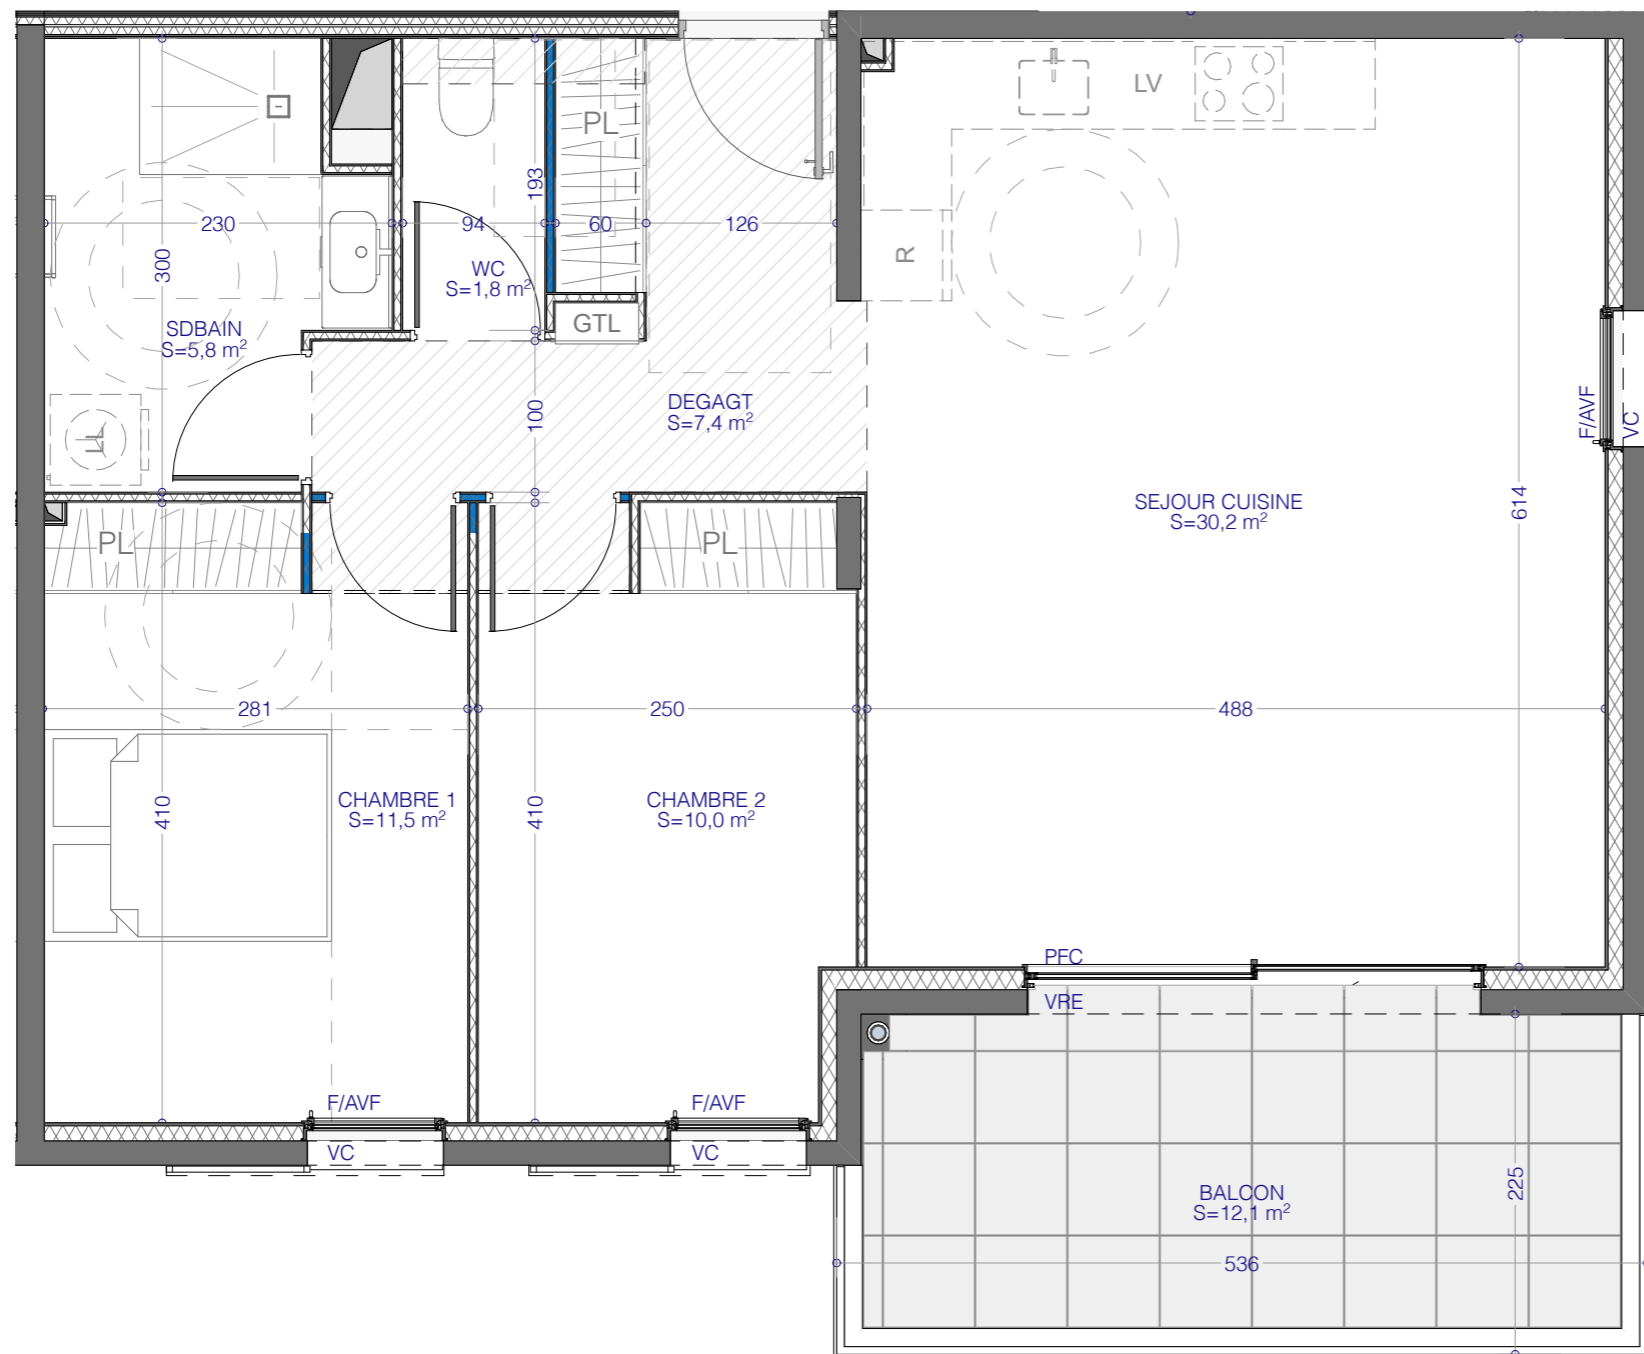 LV
PL
193
230
94
60
126
R
300
WC
S=1,8 m²
GTL
SDBAIN
S=5,8 m²
LL
100
DEGAGT
S=7,4 m²
F/AVF
VC
PL
PL
SEJOUR CUISINE
S=30,2 m²
614
281
250
488
410
CHAMBRE 1
S=11,5 m²
410
CHAMBRE 2
S=10,0 m²
PFC
VRE
F/AVF
VC
F/AVF
VC
BALCON
S=12,1 m²
225
536